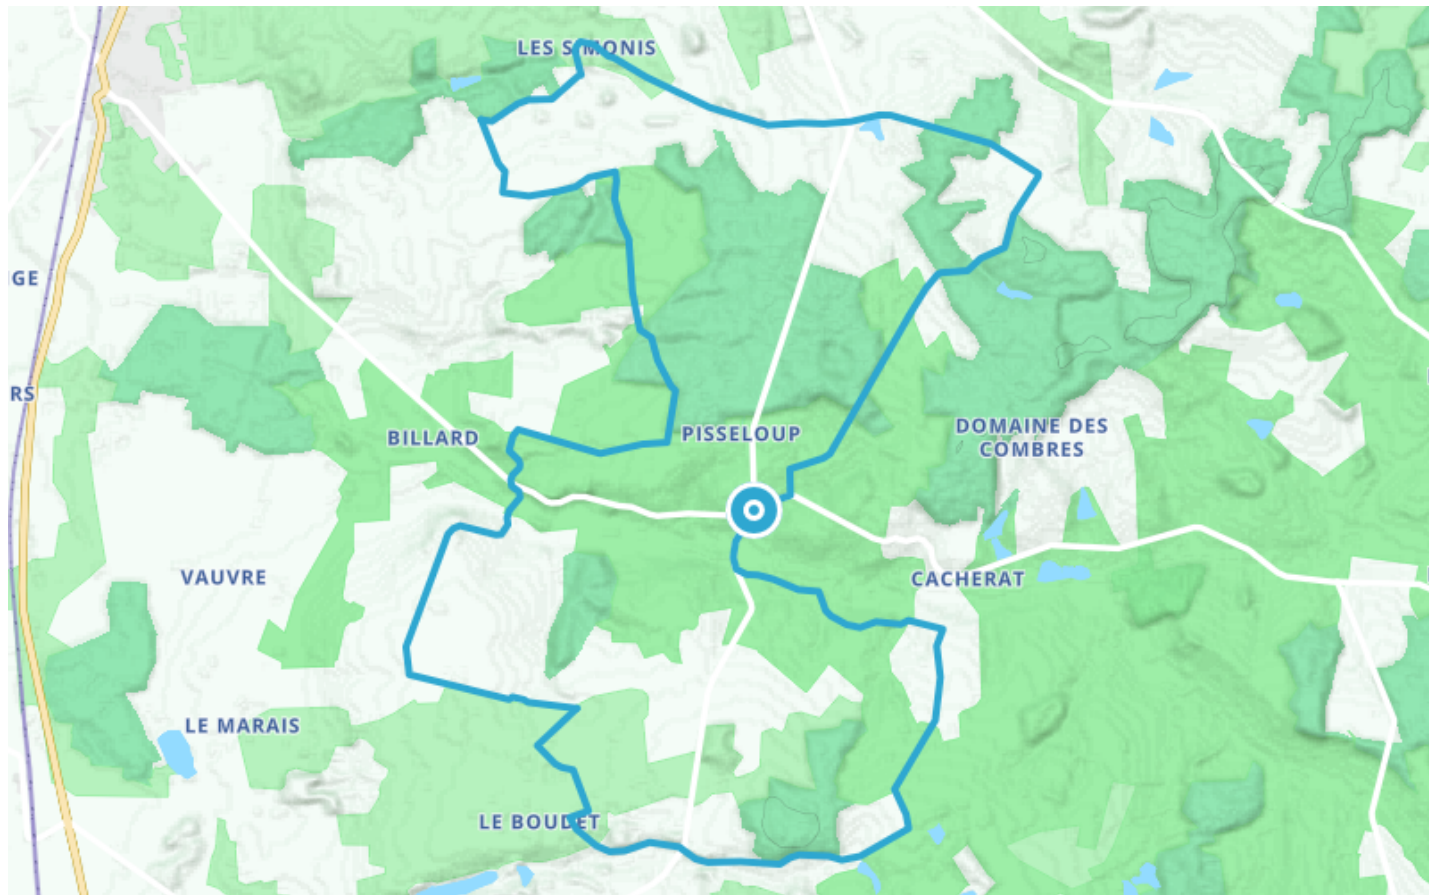 LES SIMONIS
GE
RS
BILLARD
PISSELOUP
DOMAINE DES
COMBRES
VAUVRE
CACHERAT
LE MARAIS
LE BOUDET